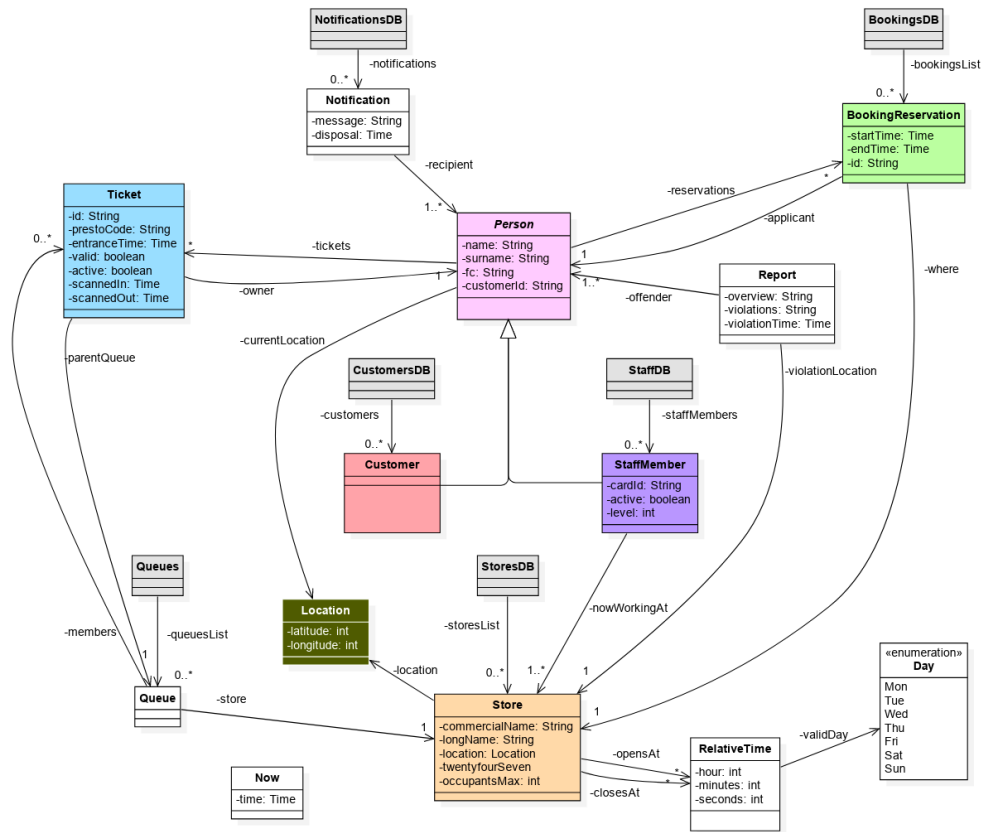 NotificationsDB
-notifications
0..*
Notification
-message: String
-disposal: Time
-recipient
1..*
BookingsDB
-bookingsList
0..*
BookingReservation
-startTime: Time
-endTime: Time
-id: String
*
-reservations
-applicant
1
-where
1
Ticket
-id: String
-prestoCode: String
-entranceTime: Time
-valid: boolean
-active: boolean
-scannedIn: Time
-scannedOut: Time
0..*
*
-tickets
-owner
1
Person
-name: String
-surname: String
-fc: String
-customerId: String
1..*
-offender
Report
-overview: String
-violations: String
-violationTime: Time
-violationLocation
1
-currentLocation
-parentQueue
1
CustomersDB
-customers
0..*
Customer
StaffDB
-staffMembers
0..*
StaffMember
-cardId: String
-active: boolean
-level: int
-nowWorkingAt
1..*
Queues
-queuesList
0..*
-members
Queue
-store
1
Location
-latitude: int
-longitude: int
-location
StoresDB
-storesList
0..*
Store
-commercialName: String
-longName: String
-location: Location
-twentyfourSeven
-occupantsMax: int
-opensAt
*
-closesAt
*
RelativeTime
-hour: int
-minutes: int
-seconds: int
-validDay
«enumeration»
Day
Mon
Tue
Wed
Thu
Fri
Sat
Sun
Now
-time: Time